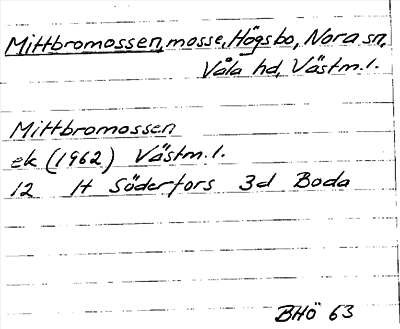 Mittbromossen, mosse, Högsbo, Nora sn,
Våla hd, Västm.l.
Mittbromossen
ek (1962) Västm.l.
12 H Söderfors 3d Boda
BHÖ 63